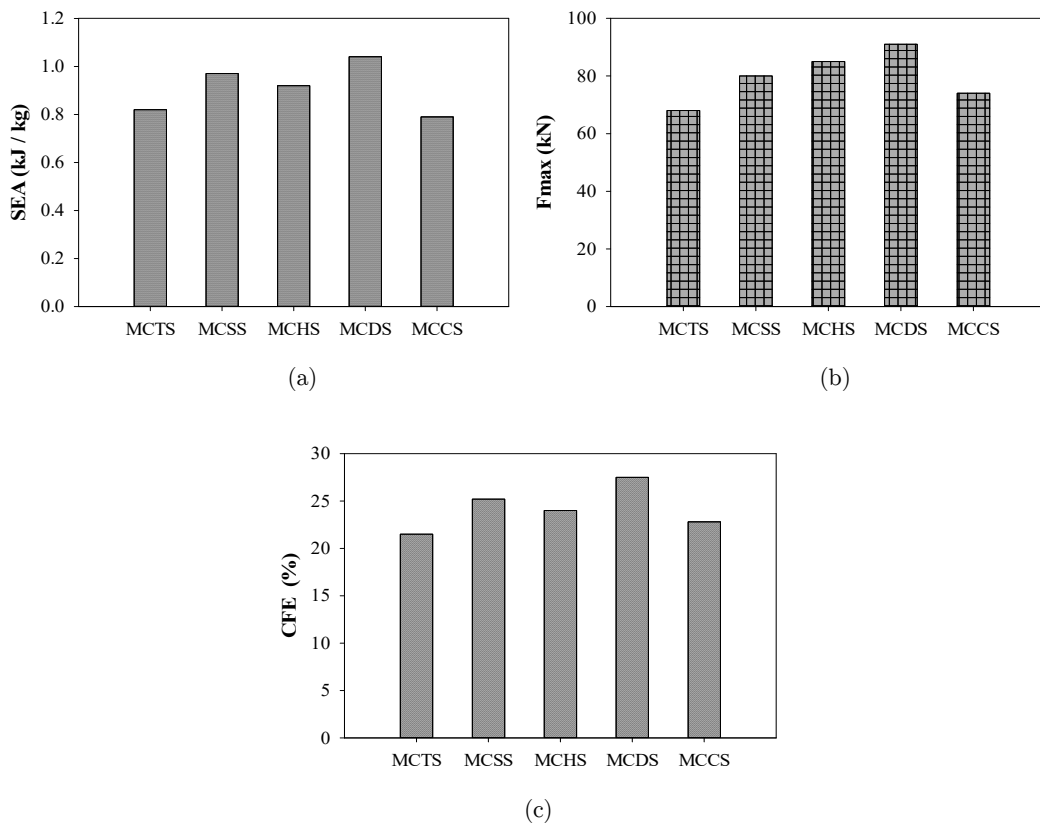 1.2
1.0
0.8
0.6
0.4
0.2
0.0
SEA (kJ / kg)
MCTS MCSS MCHS MCDS MCCS
(a)
100
80
60
40
20
0
Fmax (kN)
MCTS MCSS MCHS MCDS MCCS
(b)
30
25
20
15
10
5
0
CFE (%)
MCTS MCSS MCHS MCDS MCCS
(c)